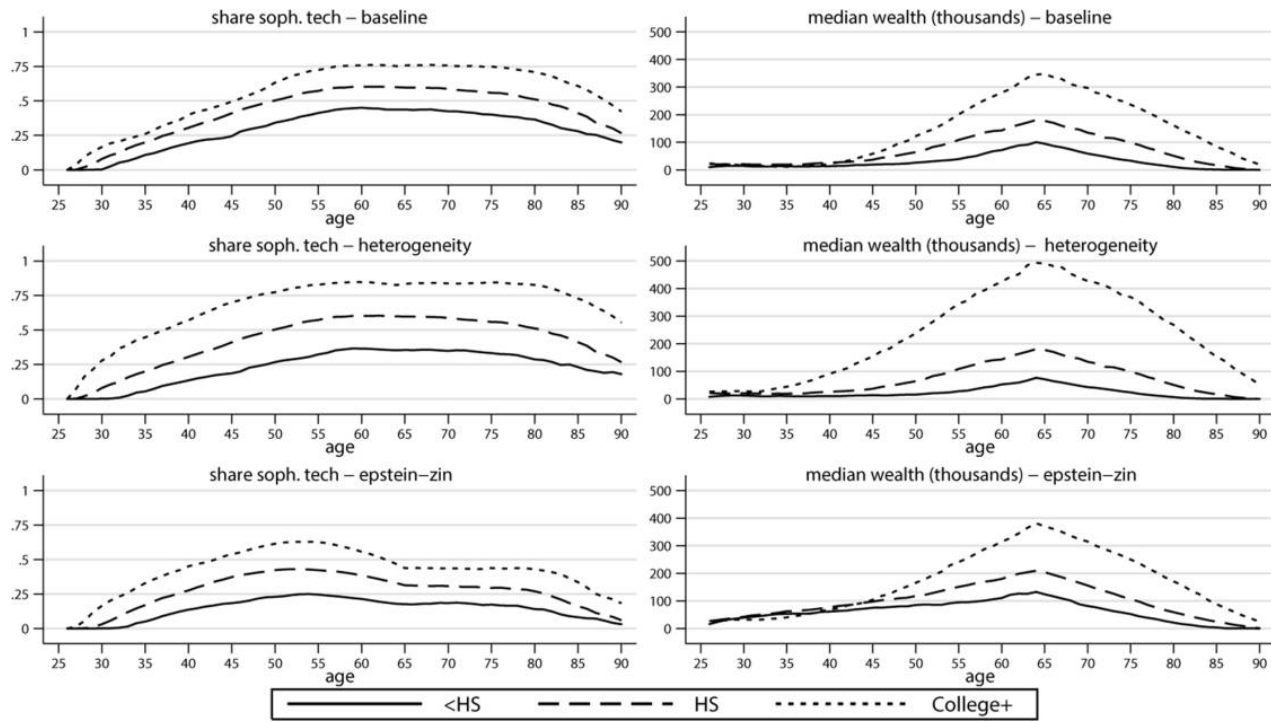 share soph. tech – baseline
1
.75
.5
.25
0
25 30 35 40 45 50 55 60 65 70 75 80 85 90
age
median wealth (thousands) – baseline
500
400
300
200
100
0
25 30 35 40 45 50 55 60 65 70 75 80 85 90
age
share soph. tech – heterogeneity
1
.75
.5
.25
0
25 30 35 40 45 50 55 60 65 70 75 80 85 90
age
median wealth (thousands) – heterogeneity
500
400
300
200
100
0
25 30 35 40 45 50 55 60 65 70 75 80 85 90
age
share soph. tech – epstein–zin
1
.75
.5
.25
0
25 30 35 40 45 50 55 60 65 70 75 80 85 90
age
median wealth (thousands) – epstein–zin
500
400
300
200
100
0
25 30 35 40 45 50 55 60 65 70 75 80 85 90
age
<HS HS College+